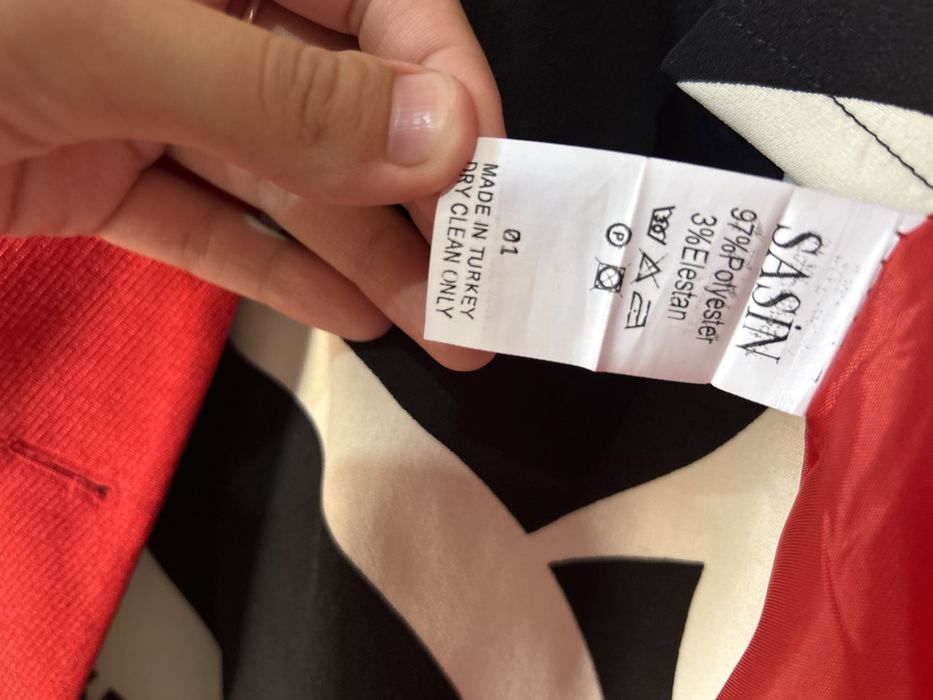 SASİN
97%Polyester
3%Elestan
P
01
MADE IN TURKEY
DRY CLEAN ONLY